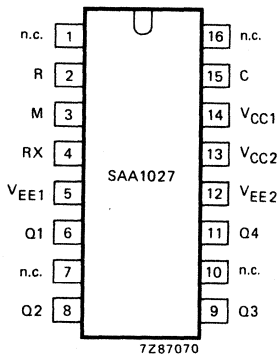 n.c. 1 16 n.c.
R 2 15 C
M 3 14 VCC1
RX 4 13 VCC2
SAA1027
VEE1 5 12 VEE2
Q1 6 11 Q4
n.c. 7 10 n.c.
Q2 8 9 Q3
7Z87070